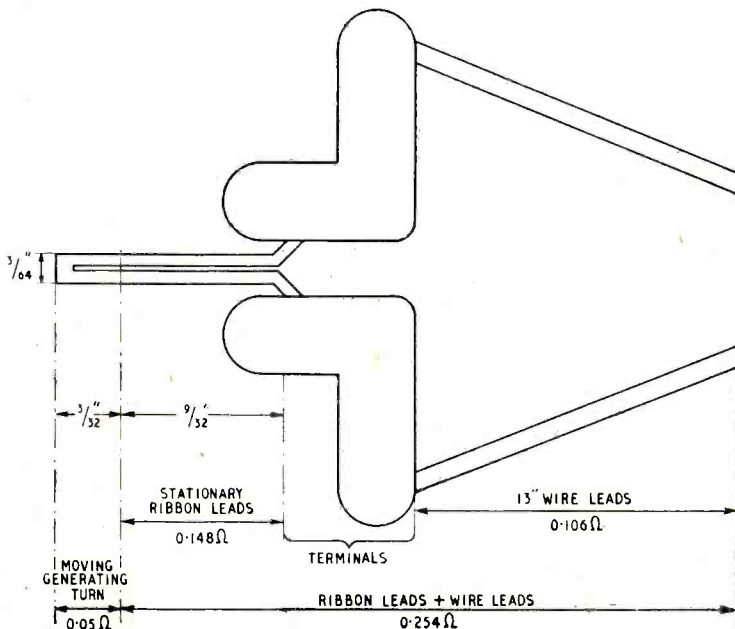 3/64"
3/32"
9/32"
STATIONARY
RIBBON LEADS
0·148Ω
13" WIRE LEADS
0·106Ω
TERMINALS
MOVING
GENERATING
TURN
0·05Ω
RIBBON LEADS + WIRE LEADS
0·254Ω